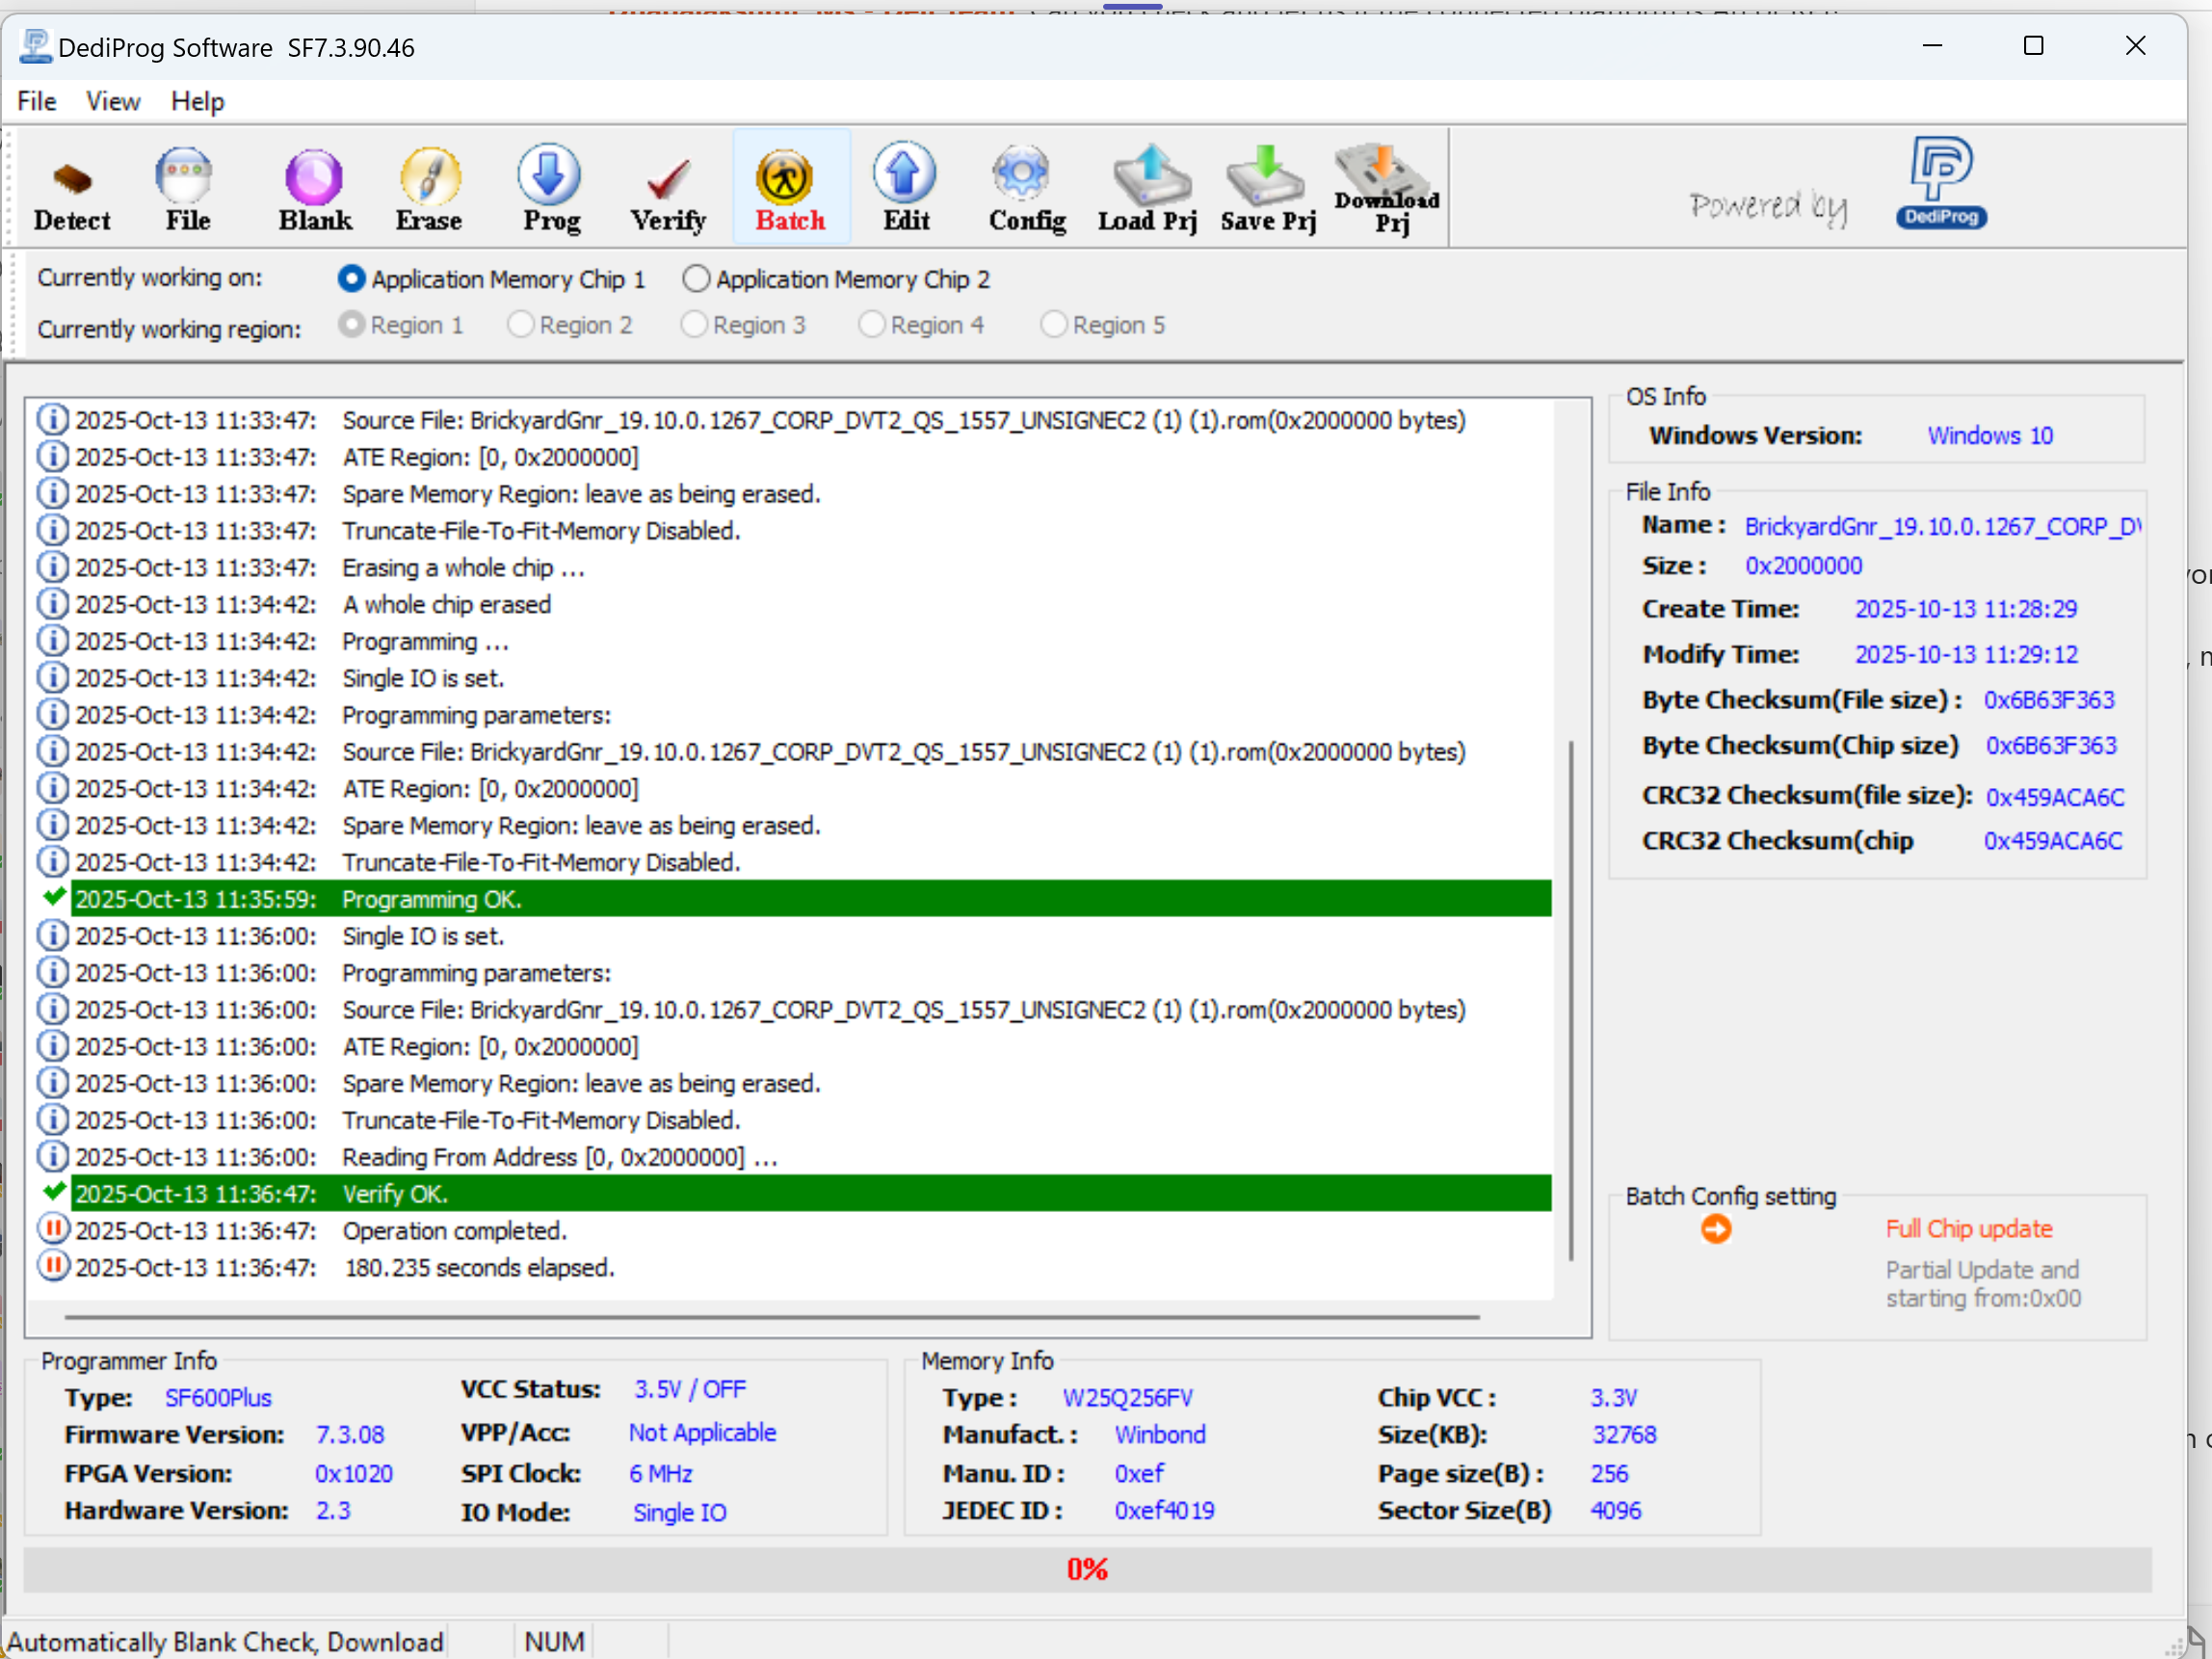 DediProg Software SF7.3.90.46
File View Help
Detect File Blank Erase Prog Verify Batch Edit Config Load Prj Save Prj Download Prj
Powered by DediProg
Currently working on: Application Memory Chip 1 Application Memory Chip 2
Currently working region: Region 1 Region 2 Region 3 Region 4 Region 5
2025-Oct-13 11:33:47: Source File: BrickyardGnr_19.10.0.1267_CORP_DVT2_QS_1557_UNSIGNEC2 (1) (1).rom(0x2000000 bytes)
2025-Oct-13 11:33:47: ATE Region: [0, 0x2000000]
2025-Oct-13 11:33:47: Spare Memory Region: leave as being erased.
2025-Oct-13 11:33:47: Truncate-File-To-Fit-Memory Disabled.
2025-Oct-13 11:33:47: Erasing a whole chip ...
2025-Oct-13 11:34:42: A whole chip erased
2025-Oct-13 11:34:42: Programming ...
2025-Oct-13 11:34:42: Single IO is set.
2025-Oct-13 11:34:42: Programming parameters:
2025-Oct-13 11:34:42: Source File: BrickyardGnr_19.10.0.1267_CORP_DVT2_QS_1557_UNSIGNEC2 (1) (1).rom(0x2000000 bytes)
2025-Oct-13 11:34:42: ATE Region: [0, 0x2000000]
2025-Oct-13 11:34:42: Spare Memory Region: leave as being erased.
2025-Oct-13 11:34:42: Truncate-File-To-Fit-Memory Disabled.
2025-Oct-13 11:35:59: Programming OK.
2025-Oct-13 11:36:00: Single IO is set.
2025-Oct-13 11:36:00: Programming parameters:
2025-Oct-13 11:36:00: Source File: BrickyardGnr_19.10.0.1267_CORP_DVT2_QS_1557_UNSIGNEC2 (1) (1).rom(0x2000000 bytes)
2025-Oct-13 11:36:00: ATE Region: [0, 0x2000000]
2025-Oct-13 11:36:00: Spare Memory Region: leave as being erased.
2025-Oct-13 11:36:00: Truncate-File-To-Fit-Memory Disabled.
2025-Oct-13 11:36:00: Reading From Address [0, 0x2000000] ...
2025-Oct-13 11:36:47: Verify OK.
2025-Oct-13 11:36:47: Operation completed.
2025-Oct-13 11:36:47: 180.235 seconds elapsed.
OS Info
Windows Version: Windows 10
File Info
Name : BrickyardGnr_19.10.0.1267_CORP_D
Size : 0x2000000
Create Time: 2025-10-13 11:28:29
Modify Time: 2025-10-13 11:29:12
Byte Checksum(File size) : 0x6B63F363
Byte Checksum(Chip size) 0x6B63F363
CRC32 Checksum(file size): 0x459ACA6C
CRC32 Checksum(chip 0x459ACA6C
Batch Config setting
Full Chip update
Partial Update and
starting from:0x00
Programmer Info
Type: SF600Plus
Firmware Version: 7.3.08
FPGA Version: 0x1020
Hardware Version: 2.3
VCC Status: 3.5V / OFF
VPP/Acc: Not Applicable
SPI Clock: 6 MHz
IO Mode: Single IO
Memory Info
Type : W25Q256FV
Manufact. : Winbond
Manu. ID : 0xef
JEDEC ID : 0xef4019
Chip VCC : 3.3V
Size(KB): 32768
Page size(B) : 256
Sector Size(B) 4096
0%
Automatically Blank Check, Download NUM